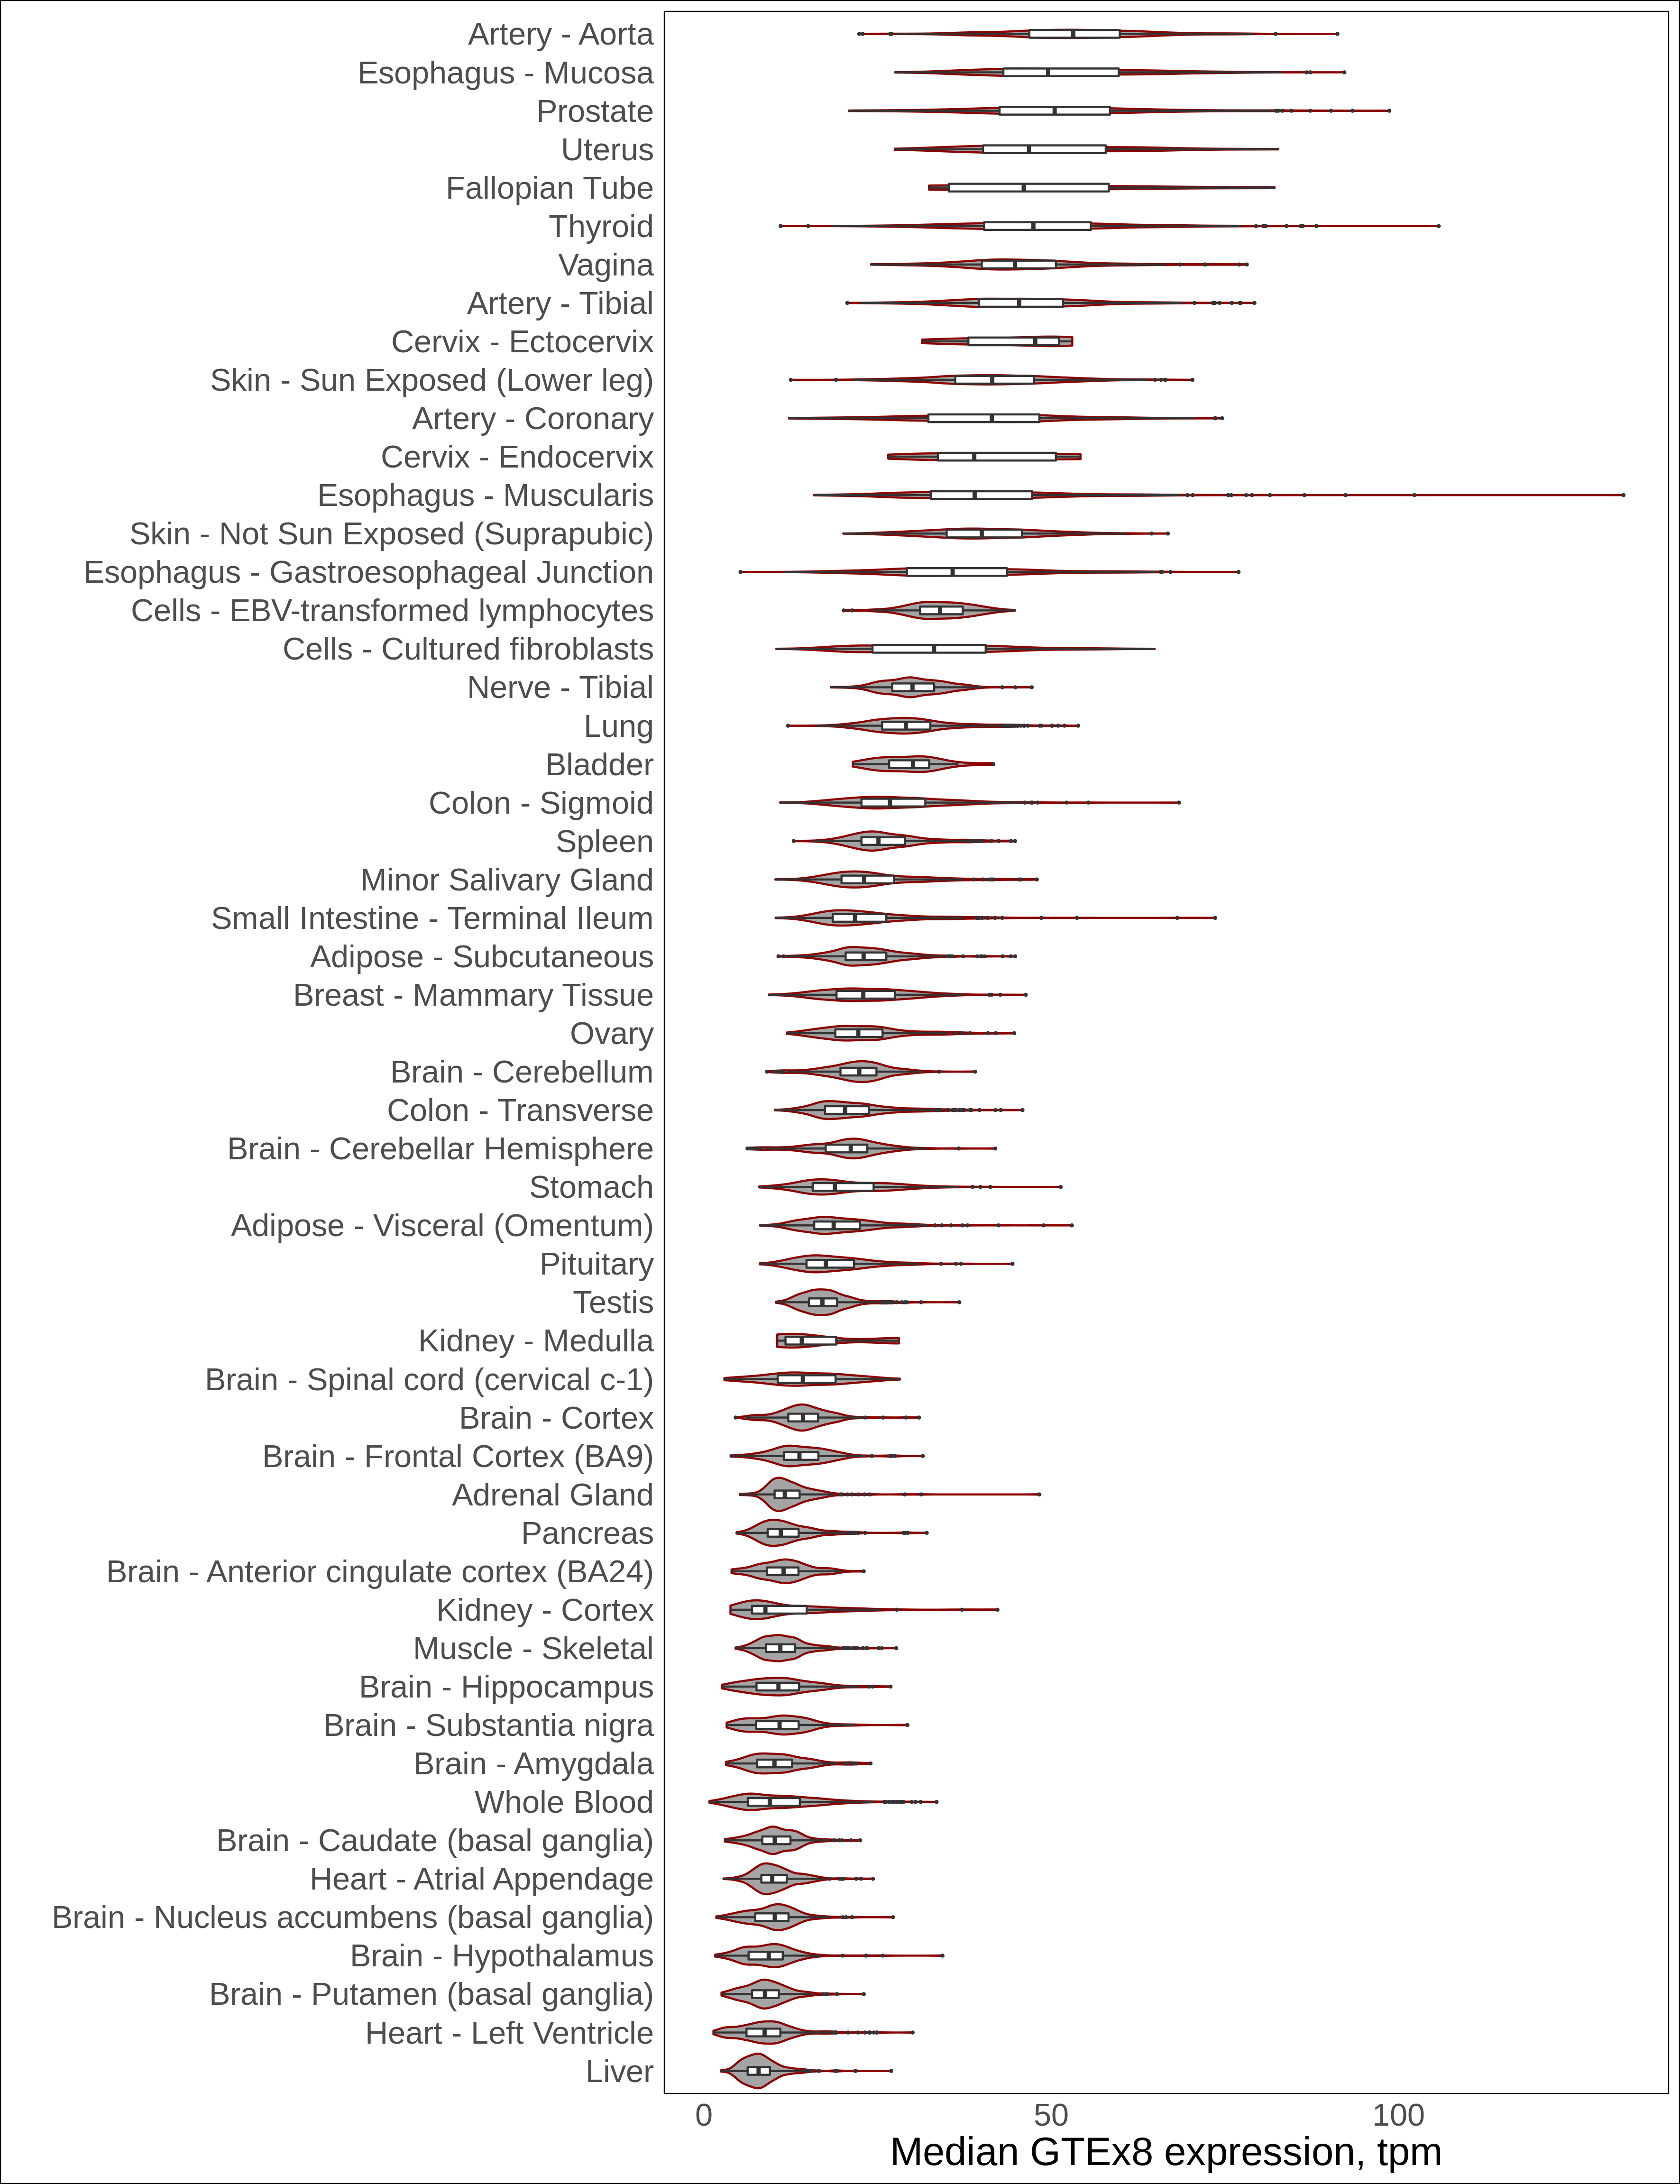 Artery - Aorta
Esophagus - Mucosa
Prostate
Uterus
Fallopian Tube
Thyroid
Vagina
Artery - Tibial
Cervix - Ectocervix
Skin - Sun Exposed (Lower leg)
Artery - Coronary
Cervix - Endocervix
Esophagus - Muscularis
Skin - Not Sun Exposed (Suprapubic)
Esophagus - Gastroesophageal Junction
Cells - EBV-transformed lymphocytes
Cells - Cultured fibroblasts
Nerve - Tibial
Lung
Bladder
Colon - Sigmoid
Spleen
Minor Salivary Gland
Small Intestine - Terminal Ileum
Adipose - Subcutaneous
Breast - Mammary Tissue
Ovary
Brain - Cerebellum
Colon - Transverse
Brain - Cerebellar Hemisphere
Stomach
Adipose - Visceral (Omentum)
Pituitary
Testis
Kidney - Medulla
Brain - Spinal cord (cervical c-1)
Brain - Cortex
Brain - Frontal Cortex (BA9)
Adrenal Gland
Pancreas
Brain - Anterior cingulate cortex (BA24)
Kidney - Cortex
Muscle - Skeletal
Brain - Hippocampus
Brain - Substantia nigra
Brain - Amygdala
Whole Blood
Brain - Caudate (basal ganglia)
Heart - Atrial Appendage
Brain - Nucleus accumbens (basal ganglia)
Brain - Hypothalamus
Brain - Putamen (basal ganglia)
Heart - Left Ventricle
Liver
0 50 100
Median GTEx8 expression, tpm